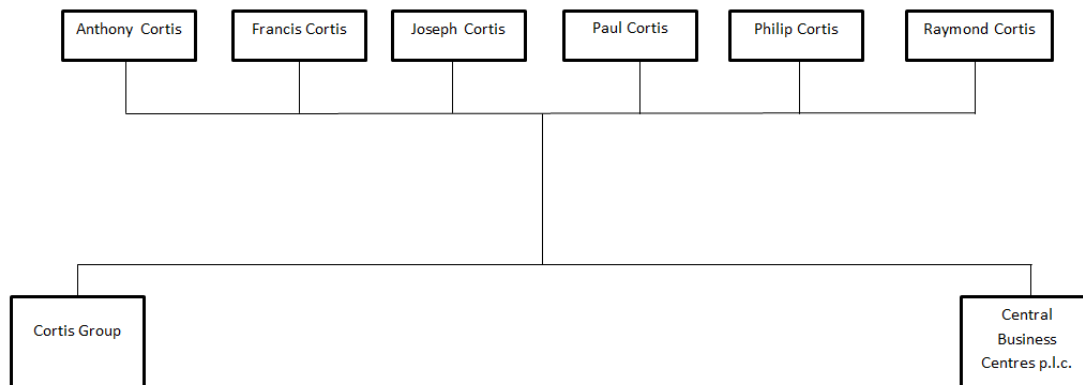 Anthony Cortis
Francis Cortis
Joseph Cortis
Paul Cortis
Philip Cortis
Raymond Cortis
Cortis Group
Central
Business
Centres p.l.c.